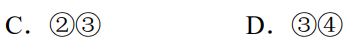 C. ②③ D. ③④